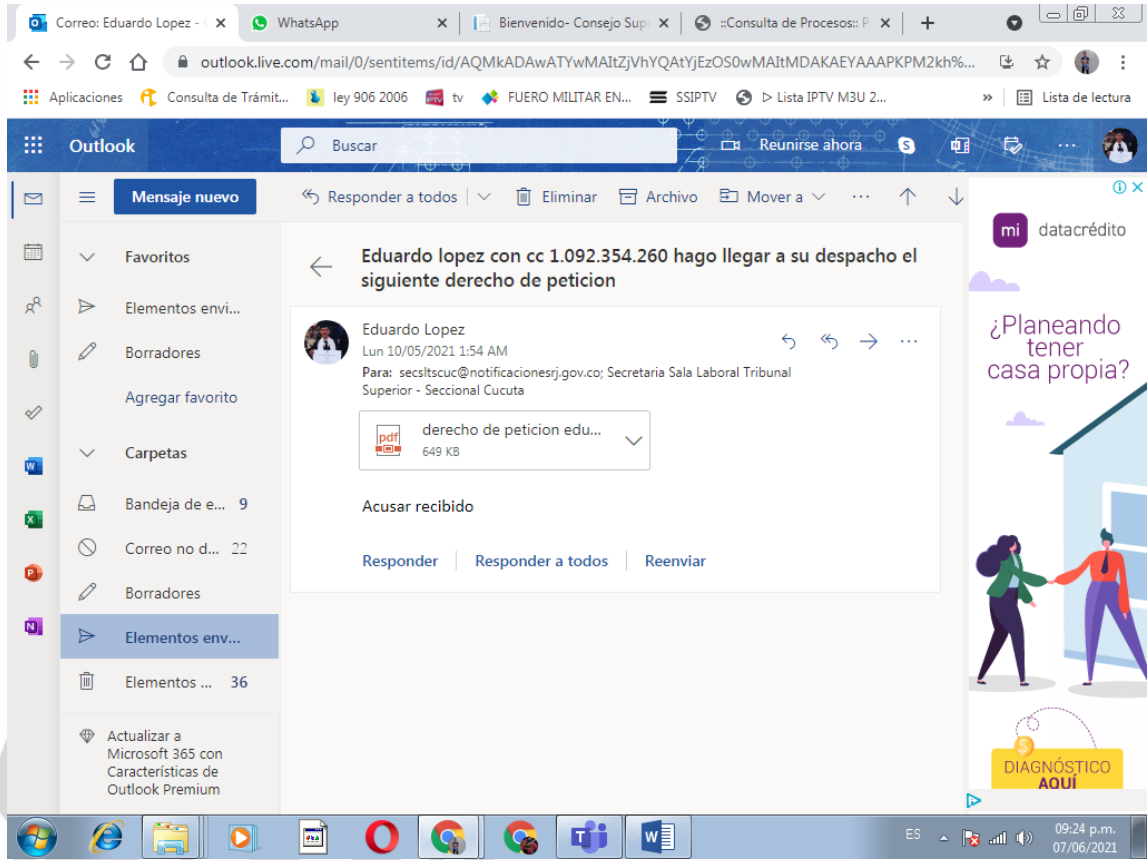 Correo: Eduardo Lopez -
WhatsApp
Bienvenido- Consejo Sup
::Consulta de Procesos:: P
outlook.live.com/mail/0/sentitems/id/AQMkADAwATYwMAItZjVhYQAtYjEzOS0wMAItMDAKAEYAAAPKPM2kh%...
Aplicaciones
Consulta de Trámit...
ley 906 2006
tv
FUERO MILITAR EN...
SSIPTV
▷ Lista IPTV M3U 2...
»
Lista de lectura
Outlook
Buscar
Reunirse ahora
Mensaje nuevo
Responder a todos
Eliminar
Archivo
Mover a
Favoritos
Elementos envi...
Borradores
Agregar favorito
Carpetas
Bandeja de e... 9
Correo no d... 22
Borradores
Elementos env...
Elementos ... 36
Actualizar a
Microsoft 365 con
Características de
Outlook Premium
Eduardo lopez con cc 1.092.354.260 hago llegar a su despacho el
siguiente derecho de peticion
Eduardo Lopez
Lun 10/05/2021 1:54 AM
Para: secsltscuc@notificacionesrj.gov.co; Secretaria Sala Laboral Tribunal
Superior - Seccional Cucuta
pdf
derecho de peticion edu...
649 KB
Acusar recibido
Responder
Responder a todos
Reenviar
mi datacrédito
¿Planeando
tener
casa propia?
DIAGNÓSTICO
AQUÍ
ES
09:24 p.m.
07/06/2021